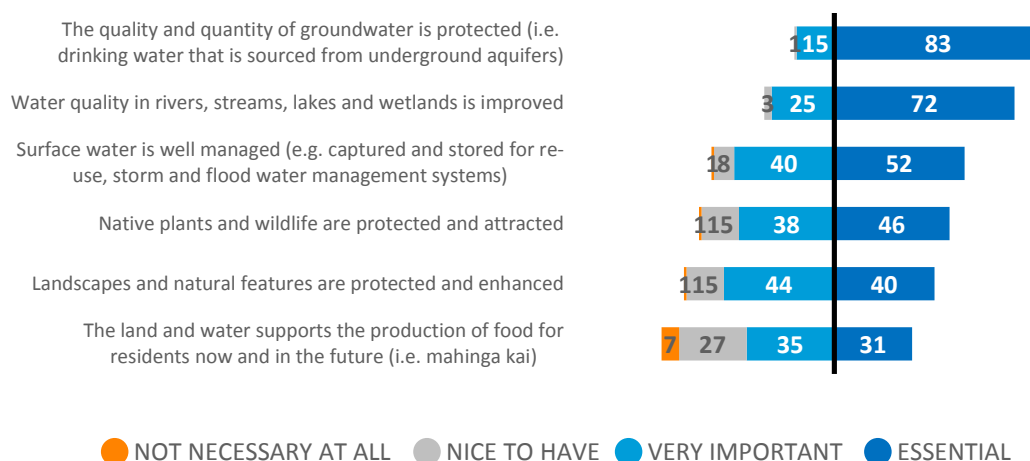 The quality and quantity of groundwater is protected (i.e.
drinking water that is sourced from underground aquifers)
1 15 83
Water quality in rivers, streams, lakes and wetlands is improved
3 25 72
Surface water is well managed (e.g. captured and stored for re-
use, storm and flood water management systems)
1 8 40 52
Native plants and wildlife are protected and attracted
1 15 38 46
Landscapes and natural features are protected and enhanced
1 15 44 40
The land and water supports the production of food for
residents now and in the future (i.e. mahinga kai)
7 27 35 31
NOT NECESSARY AT ALL NICE TO HAVE VERY IMPORTANT ESSENTIAL